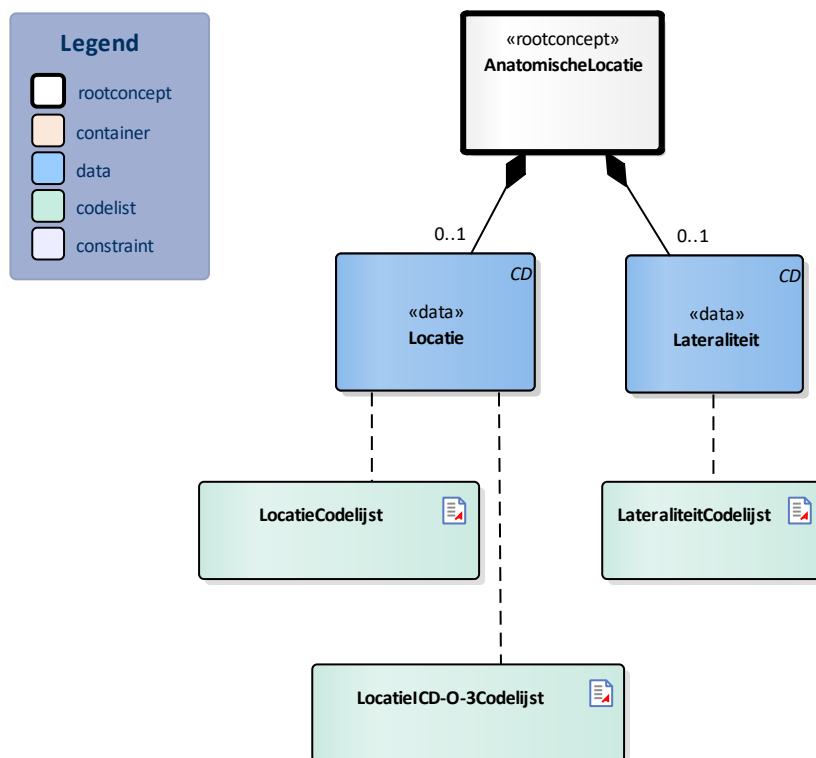 Legend
rootconcept
container
data
codelist
constraint
«rootconcept»
AnatomischeLocatie
0..1
0..1
CD
«data»
Locatie
CD
«data»
Lateraliteit
LocatieCodelijst
LateraliteitCodelijst
LocatieICD-O-3Codelijst